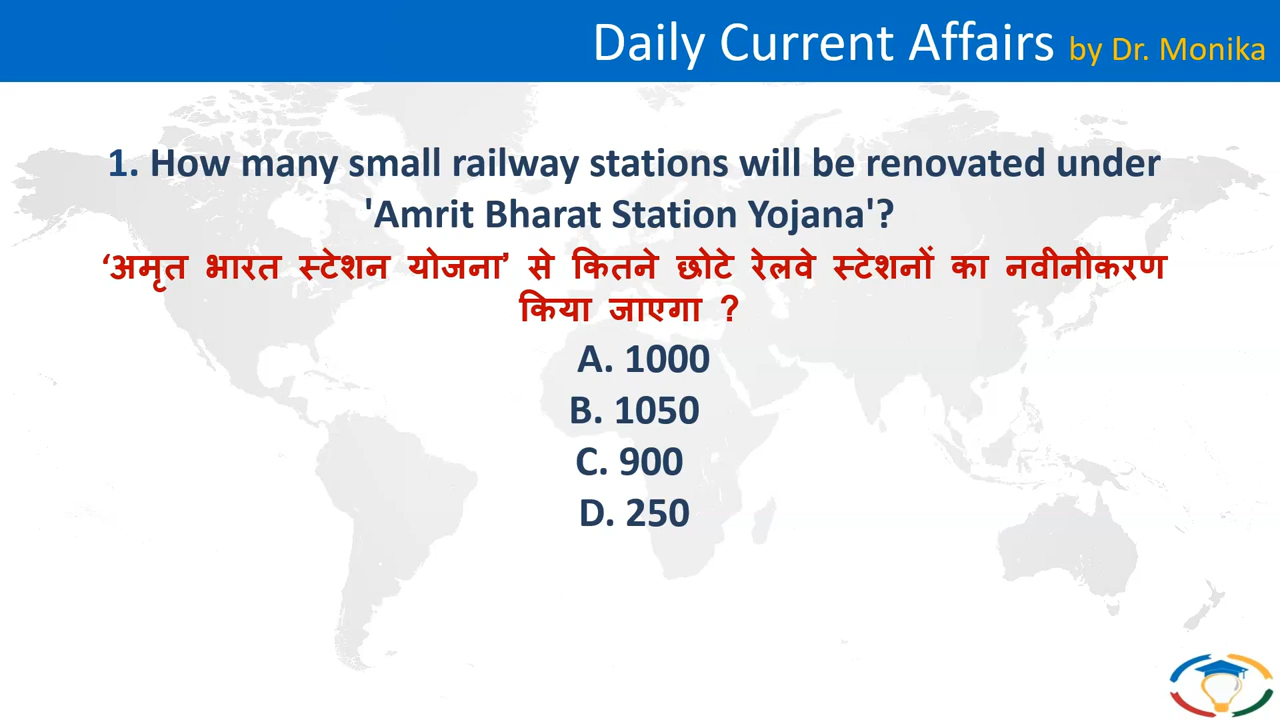 Daily Current Affairs by Dr. Monika
1. How many small railway stations will be renovated under
'Amrit Bharat Station Yojana'?
‘अमृत भारत स्टेशन योजना’ से कितने छोटे रेलवे स्टेशनों का नवीनीकरण
किया जाएगा ?
A. 1000
B. 1050
C. 900
D. 250